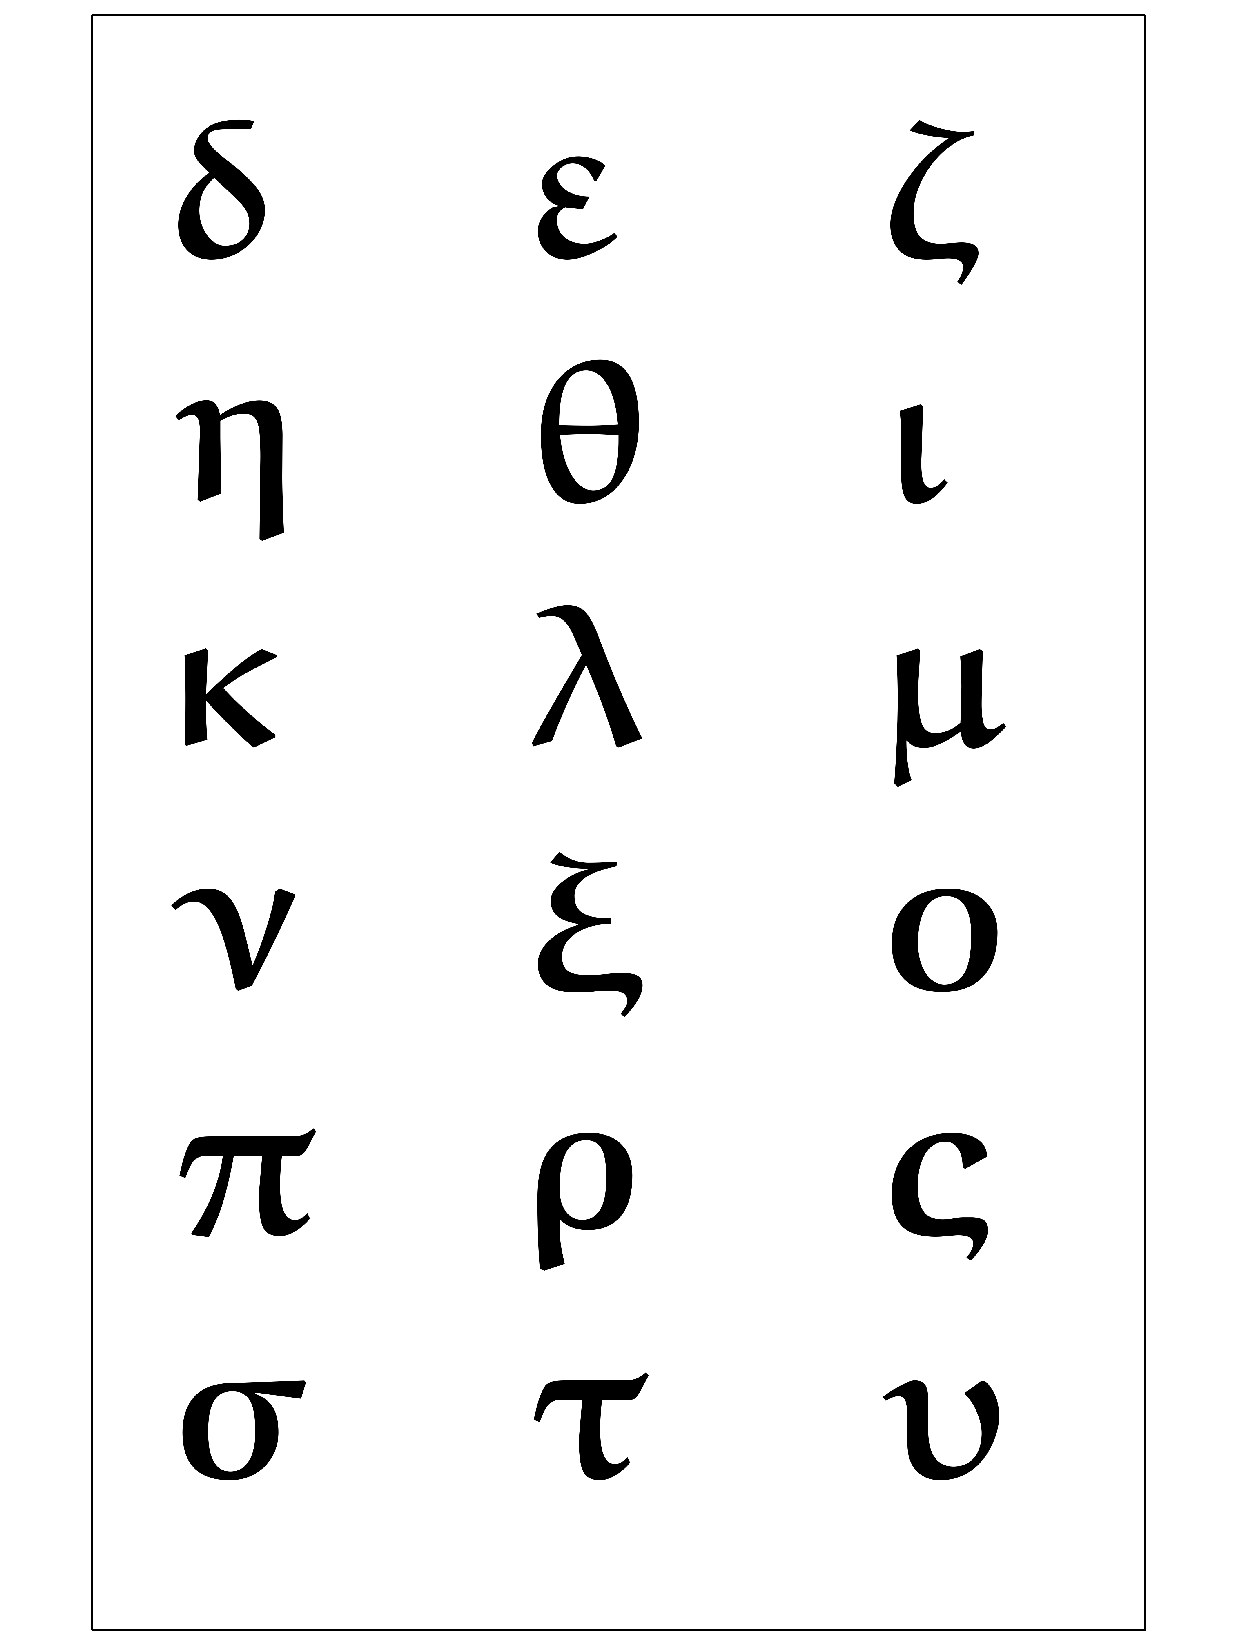 δ ε ζ
η θ ι
κ λ μ
ν ξ ο
π ρ ς
σ τ υ